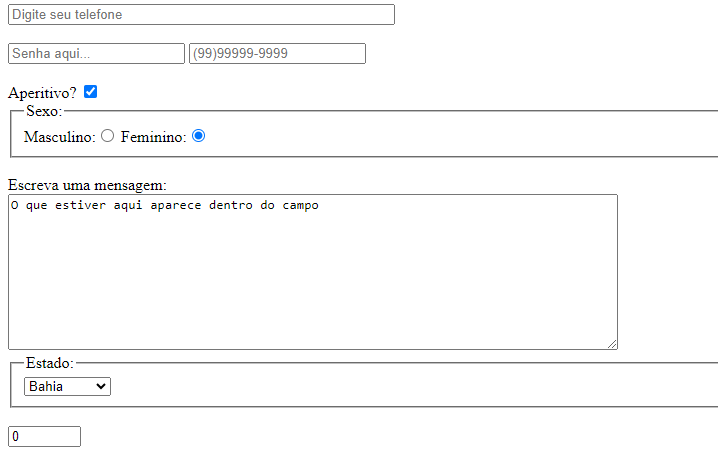 Digite seu telefone
Senha aqui... (99)99999-9999
Aperitivo?
Sexo:
Masculino: Feminino:
Escreva uma mensagem:
O que estiver aqui aparece dentro do campo
Estado:
Bahia
0